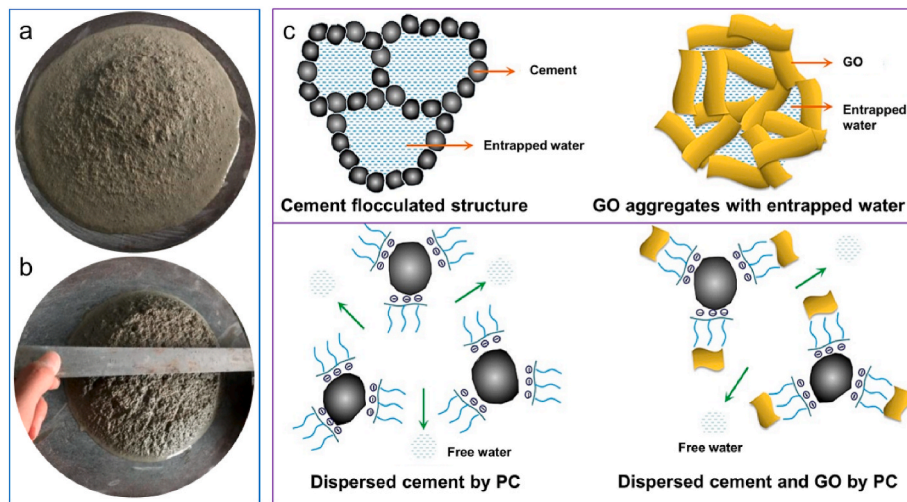 a
b
c
Cement
Entrapped water
Cement flocculated structure
GO
Entrapped
water
GO aggregates with entrapped water
Free water
Dispersed cement by PC
Free water
Dispersed cement and GO by PC